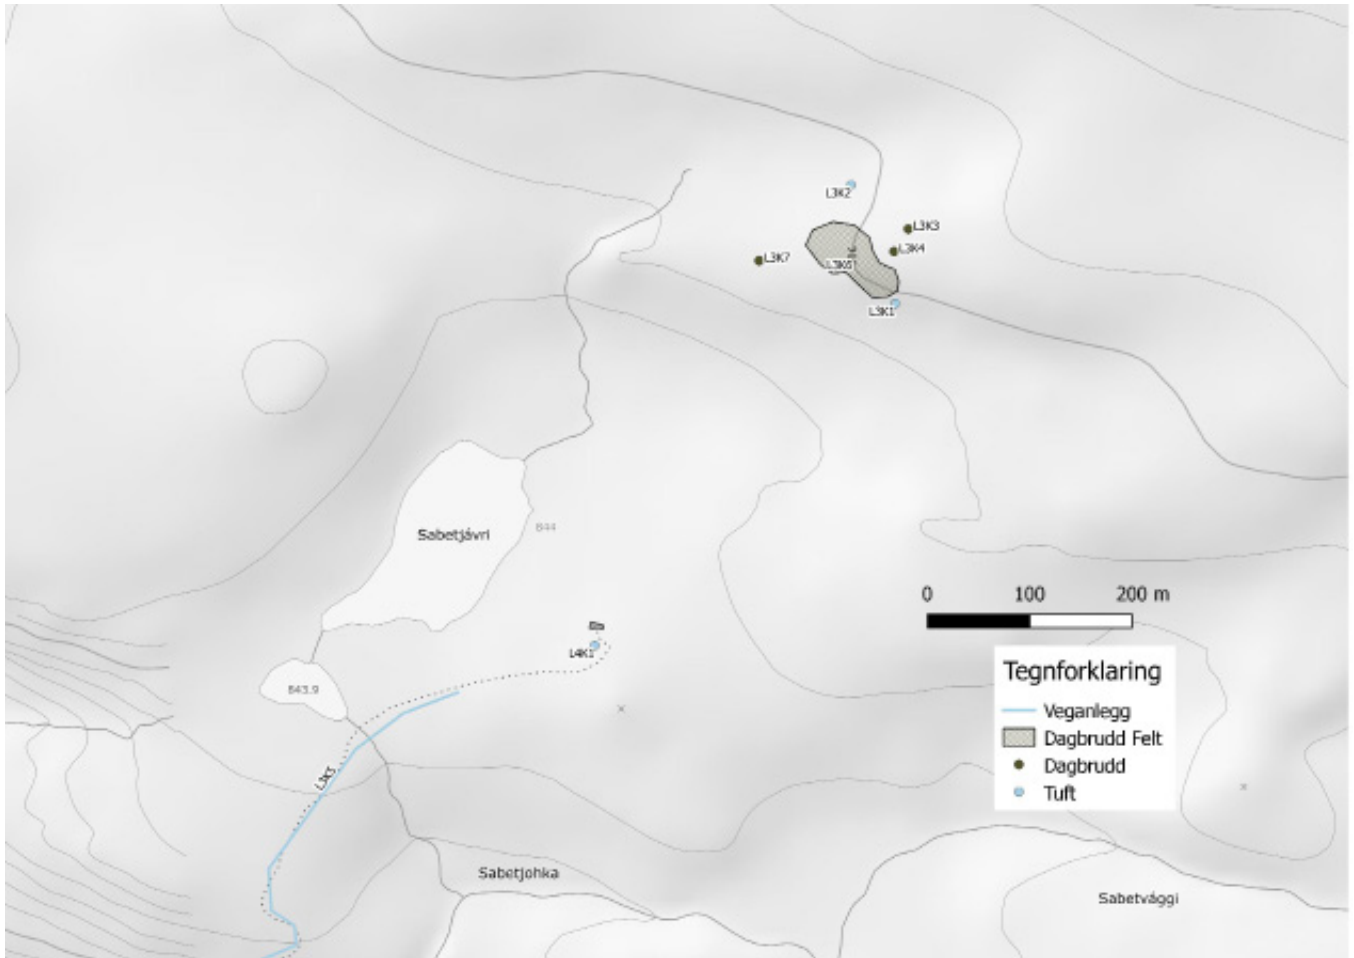 L3K2
L3K3
L3K4
L3K7
L3K6
L3K1
Sabetjávri
844
0 100 200 m
L4K1
Tegnforklaring
843.9
Veganlegg
Dagbrudd Felt
Dagbrudd
L3K5
Tuft
Sabetjohka
Sabetvággi